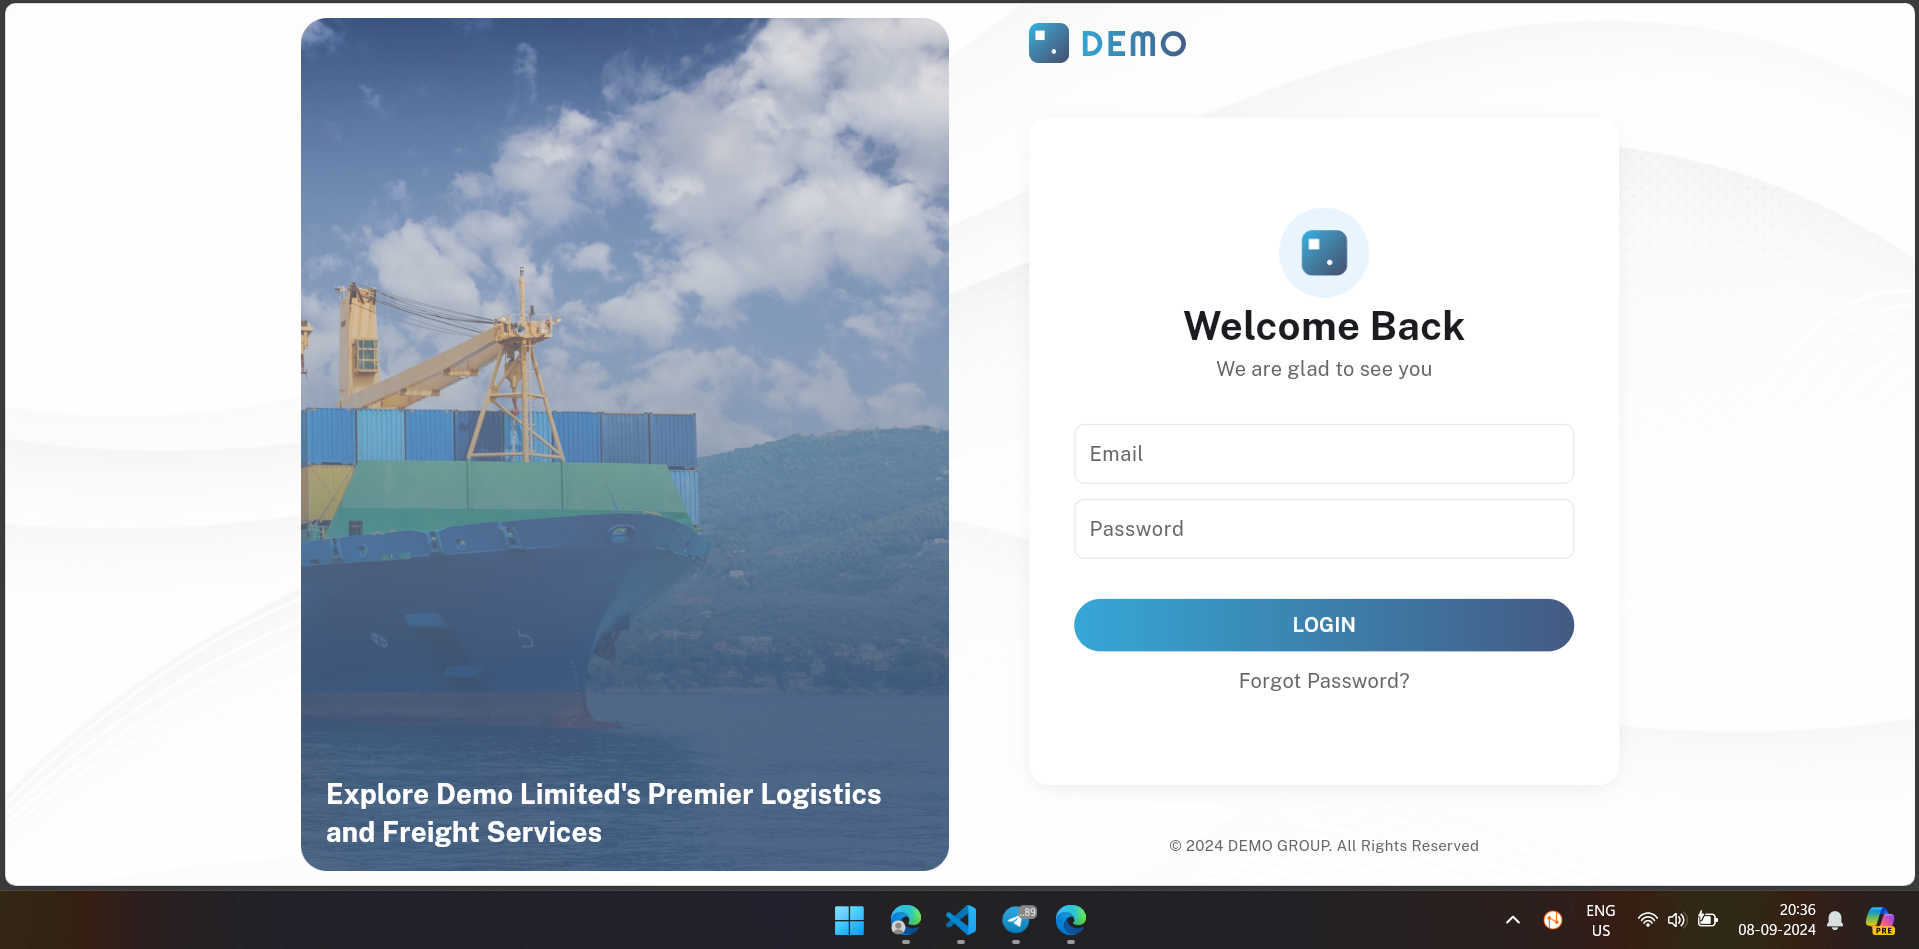 DEMO
Welcome Back
We are glad to see you
Email
Password
LOGIN
Forgot Password?
Explore Demo Limited's Premier Logistics
and Freight Services
© 2024 DEMO GROUP. All Rights Reserved
..89
ENG
US
20:36
08-09-2024
PRE